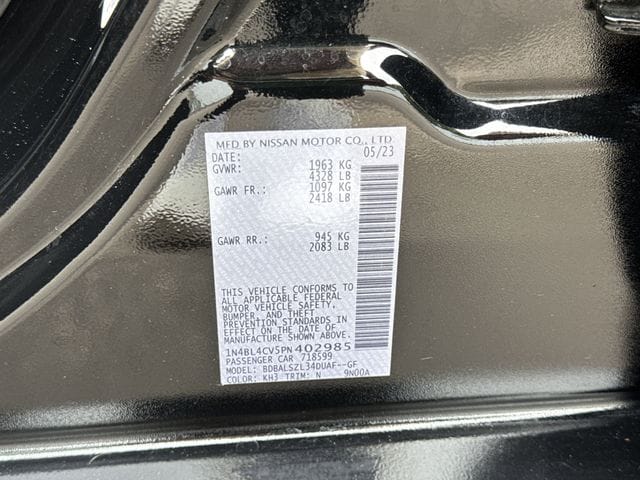 MFD BY NISSAN MOTOR CO., LTD.
DATE: 05/23
GVWR: 1963 KG
4328 LB
GAWR FR.: 1097 KG
2418 LB
GAWR RR.: 945 KG
2083 LB
THIS VEHICLE CONFORMS TO
ALL APPLICABLE FEDERAL
MOTOR VEHICLE SAFETY,
BUMPER, AND THEFT
PREVENTION STANDARDS IN
EFFECT ON THE DATE OF
MANUFACTURE SHOWN ABOVE.
1N4BL4CV5PN402985
PASSENGER CAR 718599
MODEL: BDBALSZL34DUAF--GF
COLOR: KH3 TRIM: N 9N00A